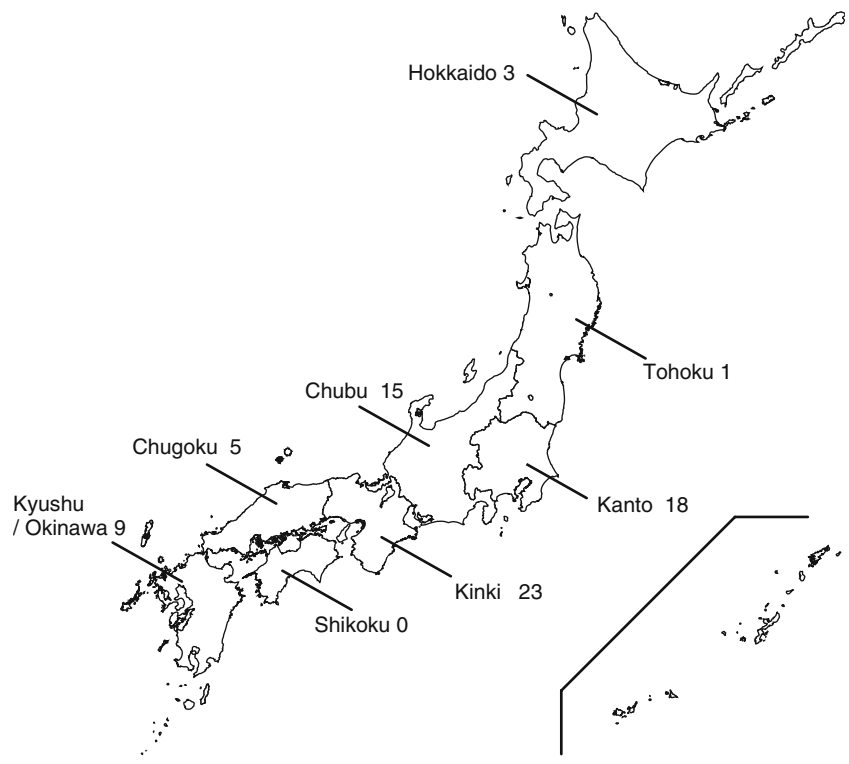 Hokkaido 3
Tohoku 1
Chubu 15
Chugoku 5
Kanto 18
Kyushu
/ Okinawa 9
Kinki 23
Shikoku 0